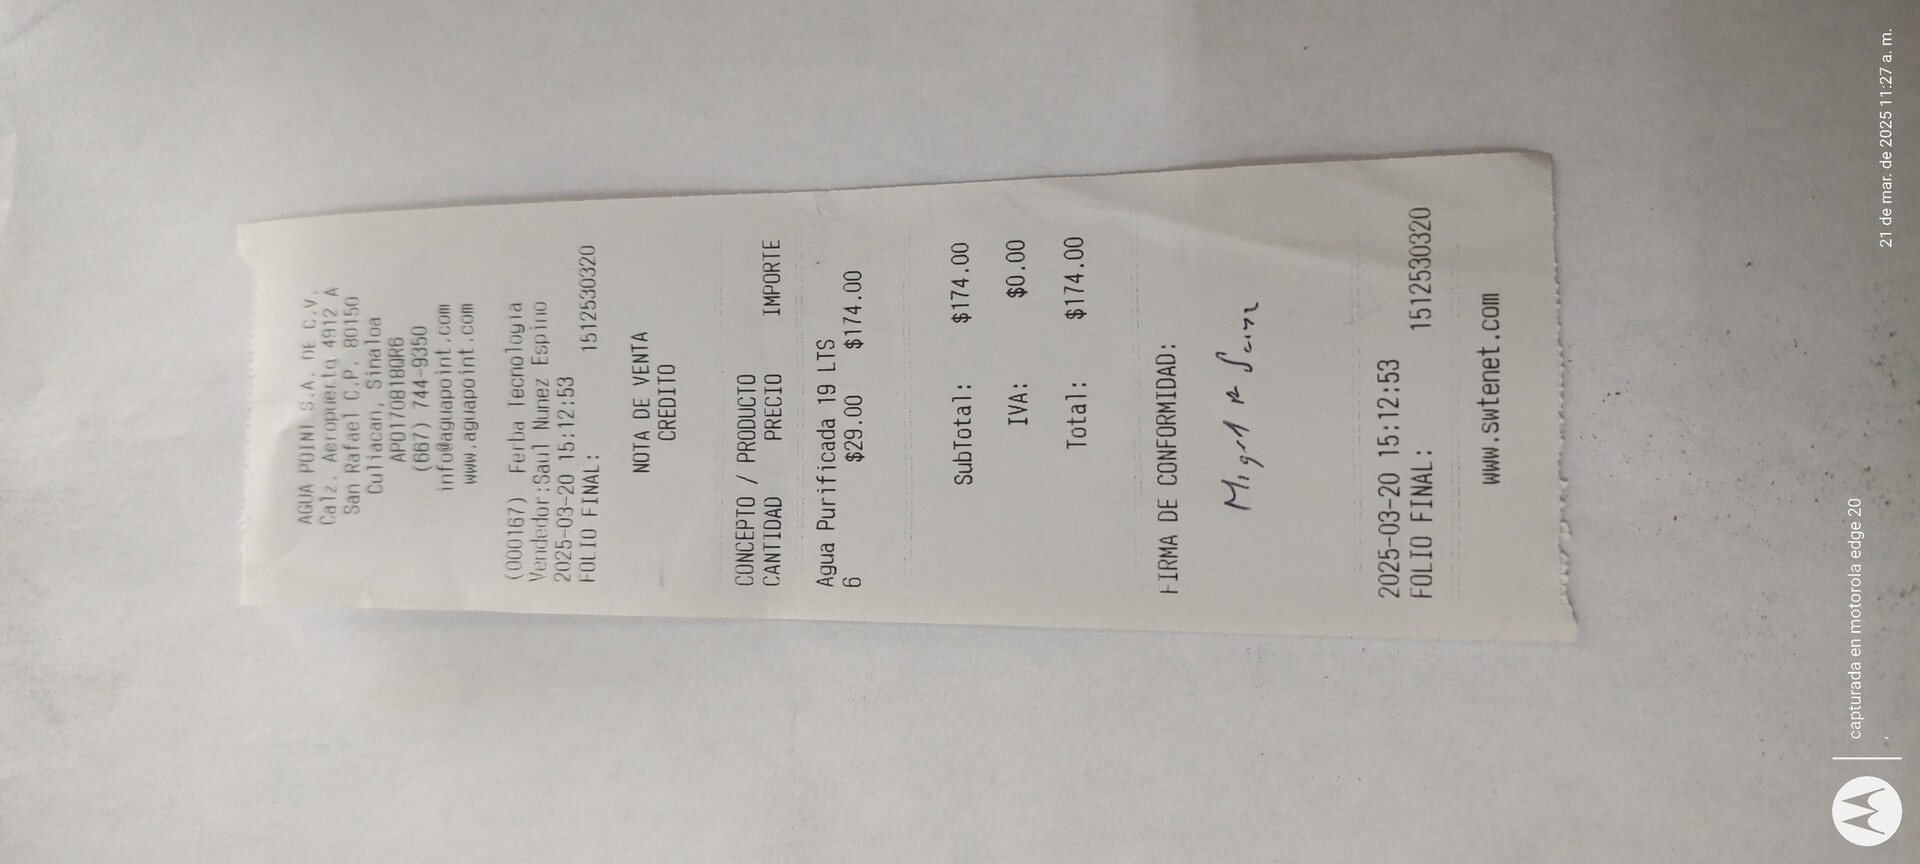 AGUA POINT S.A. DE C.V.
Calz. Aeropuerto 4912 A
San Rafael C.P. 80150
Culiacan, Sinaloa
APO170818QR6
(667) 744-9350
info@aguapoint.com
www.aguapoint.com
(000167) Ferba Tecnologia
Vendedor:Saul Nunez Espino
2025-03-20 15:12:53
FOLIO FINAL: 1512530320
NOTA DE VENTA
CREDITO
CONCEPTO / PRODUCTO
CANTIDAD PRECIO IMPORTE
Agua Purificada 19 LTS
6 $29.00 $174.00
SubTotal: $174.00
IVA: $0.00
Total: $174.00
FIRMA DE CONFORMIDAD:
2025-03-20 15:12:53
FOLIO FINAL: 1512530320
www.swtenet.com
capturada en motorola edge 20
21 de mar. de 2025 11:27 a. m.